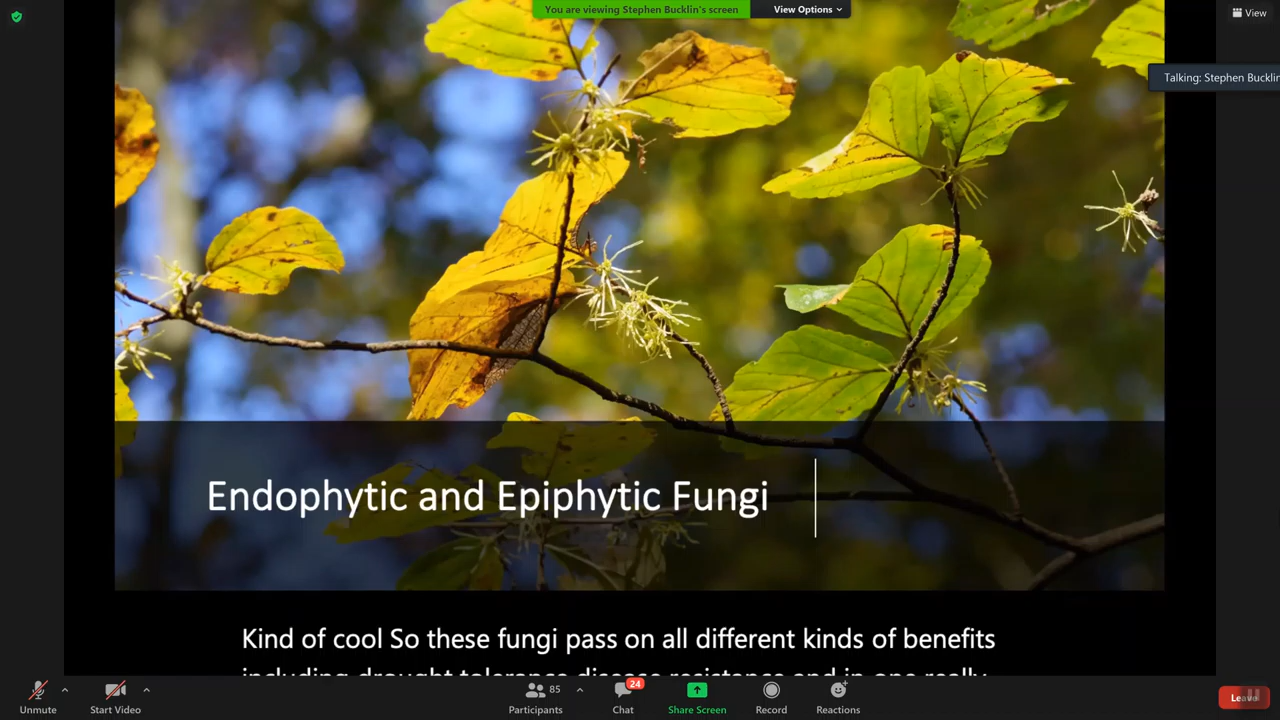 You are viewing Stephen Bucklin's screen
View Options
View
Talking: Stephen Bucklin
Endophytic and Epiphytic Fungi
Kind of cool So these fungi pass on all different kinds of benefits
including drought tolerance disease resistance and in one really
24
85
Unmute
Start Video
Participants
Chat
Share Screen
Record
Reactions
Leave